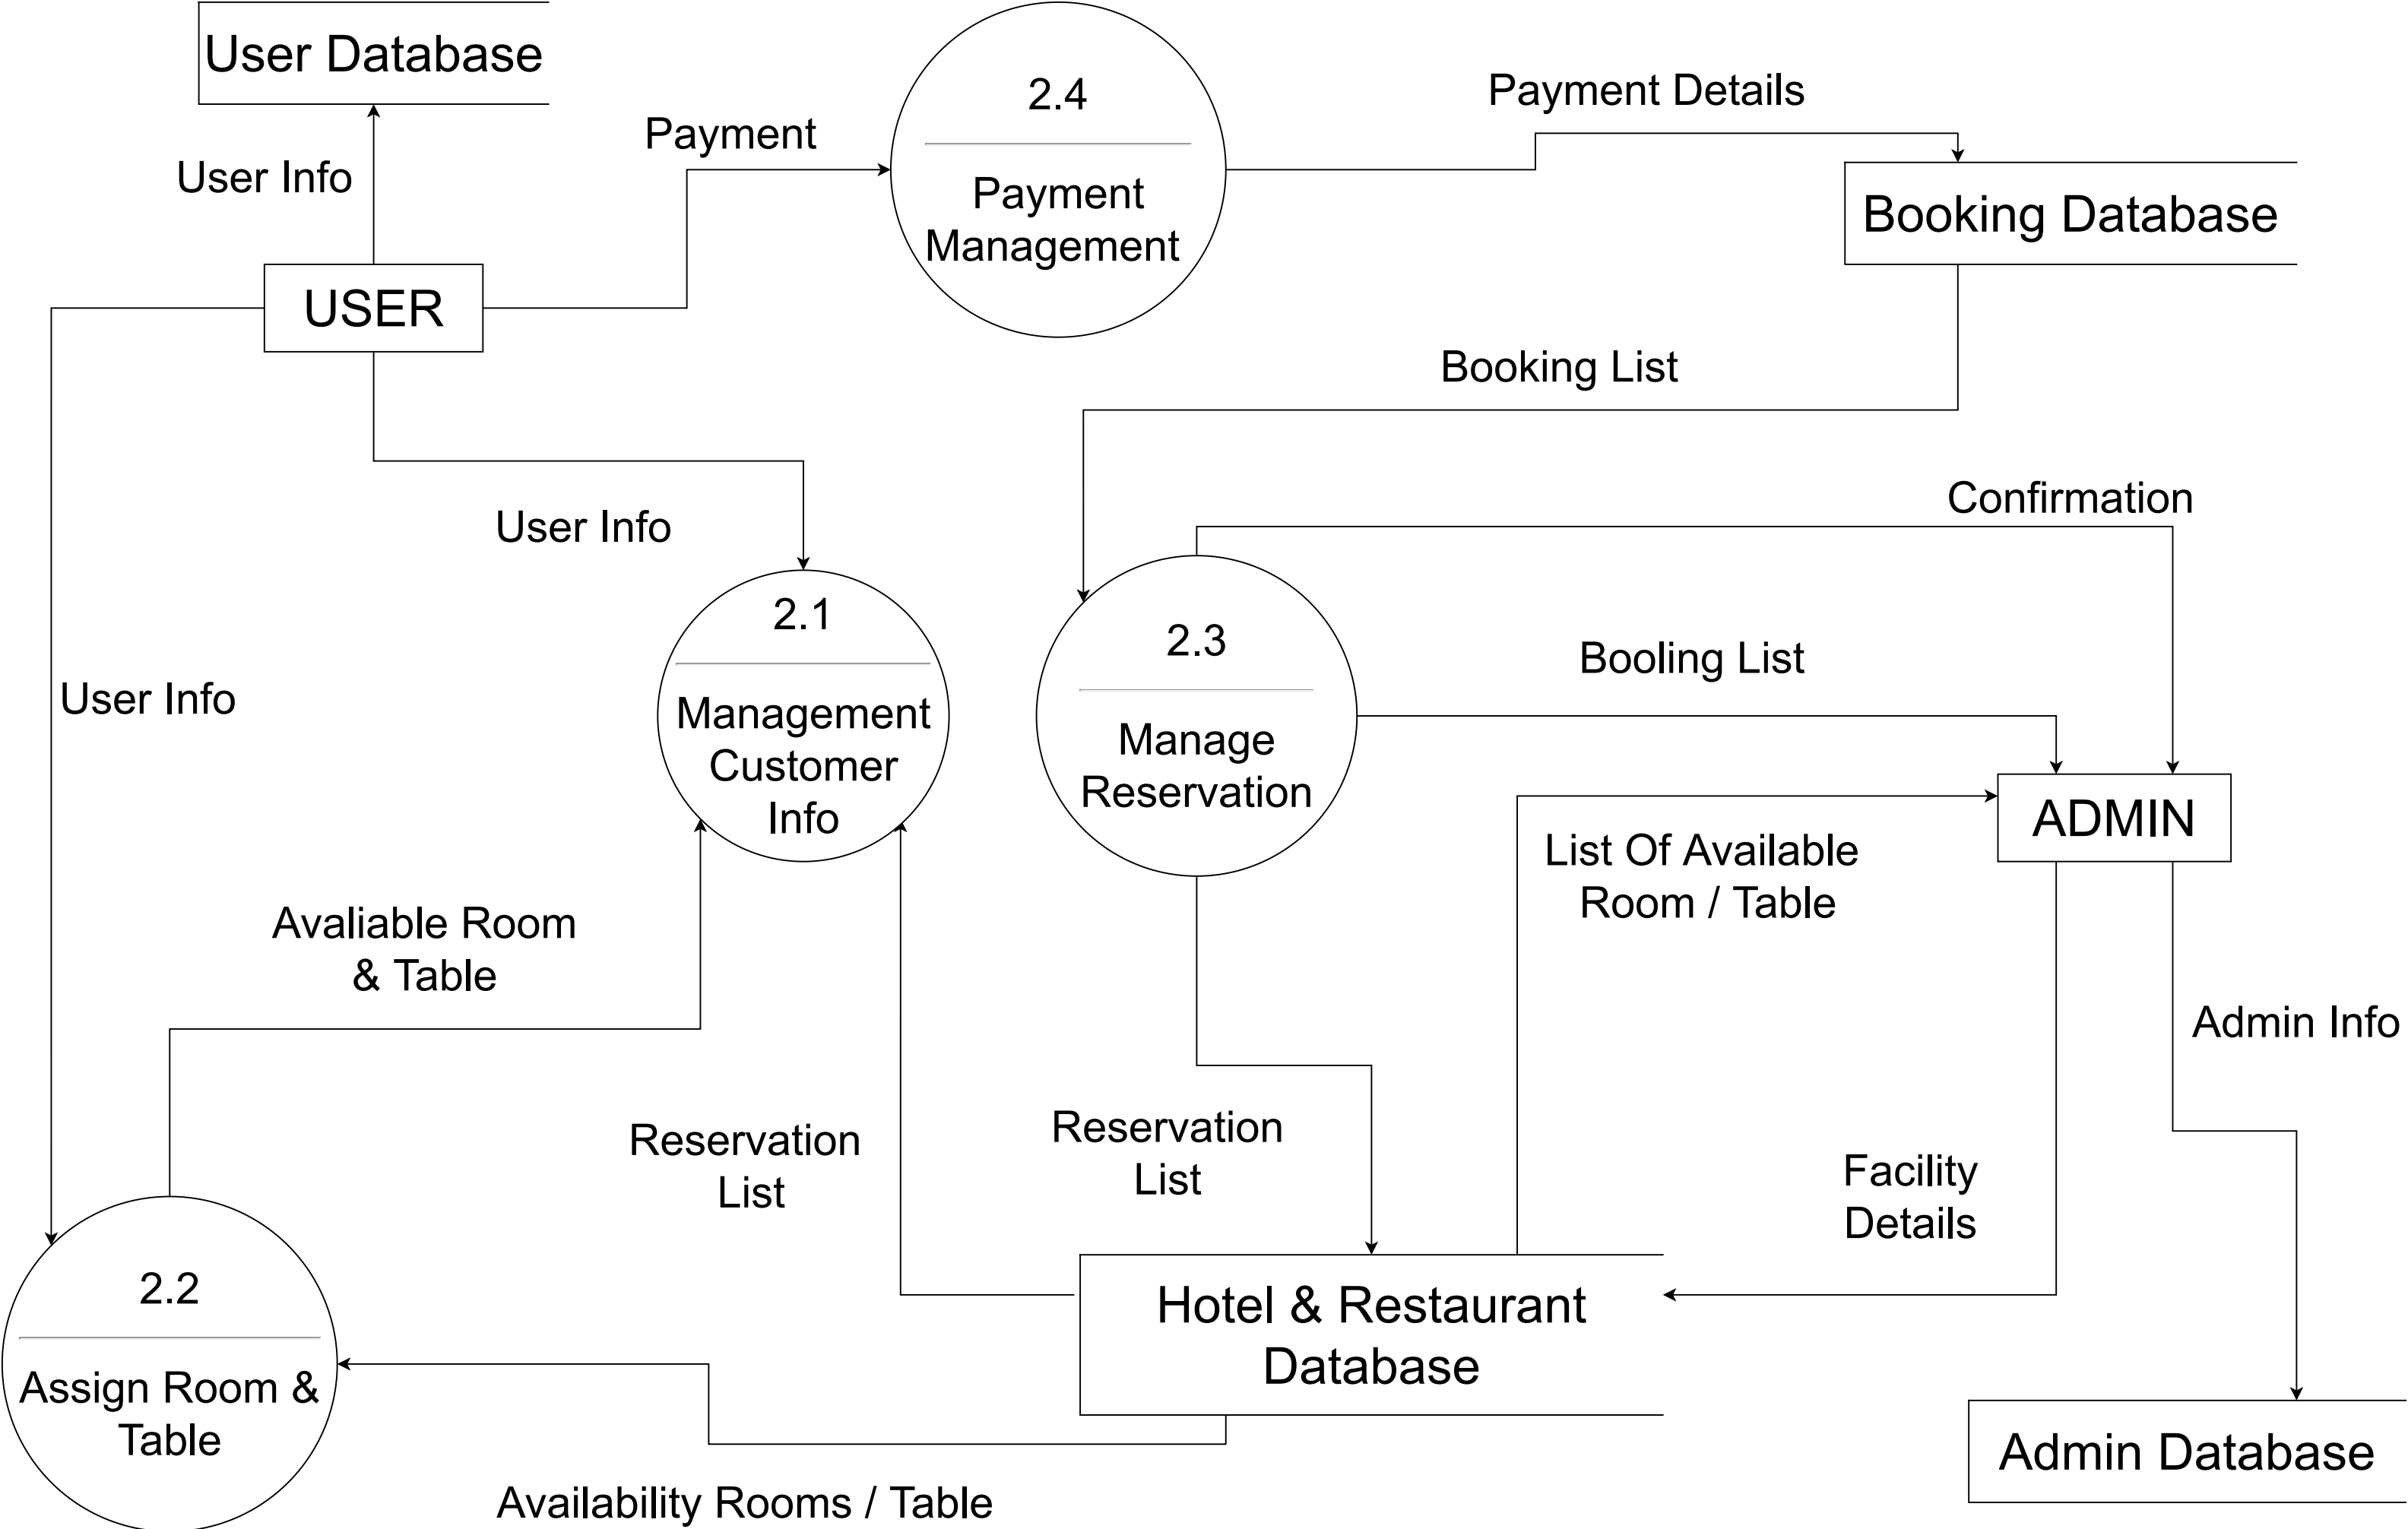 User Database
2.4
Payment Details
Payment
User Info
Payment
Management
Booking Database
USER
Booking List
Confirmation
User Info
2.1
2.3
Booling List
User Info
Management
Customer
Info
Manage
Reservation
ADMIN
List Of Available
Room / Table
Avaliable Room
& Table
Admin Info
Reservation
List
Reservation
List
Facility
Details
2.2
Hotel & Restaurant
Database
Assign Room &
Table
Admin Database
Availability Rooms / Table